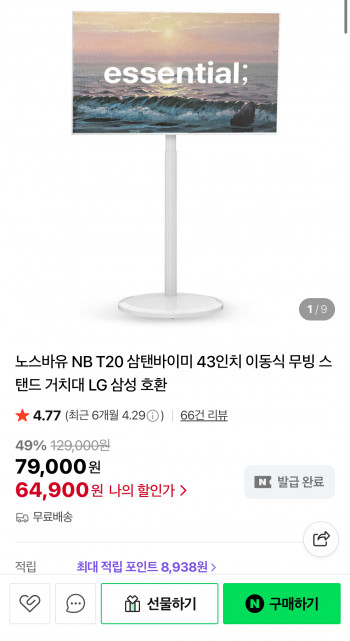 essential;
1/9
노스바유 NB T20 삼탠바이미 43인치 이동식 무빙 스
탠드 거치대 LG 삼성 호환
4.77 (최근 6개월 4.29ⓘ) 66건 리뷰
49% 129,000원
79,000원
64,900원 나의 할인가 >
N 발급 완료
무료배송
적립 최대 적립 포인트 8,938원 >
선물하기
N 구매하기